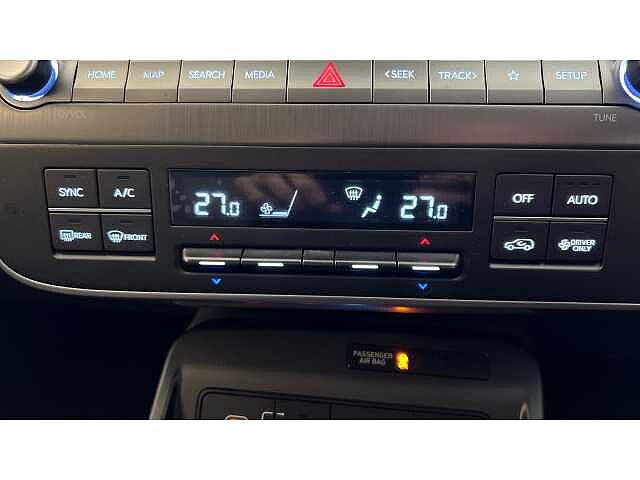 HOME MAP SEARCH MEDIA <SEEK TRACK> ☆ SETUP
TUNE
SYNC A/C OFF AUTO
27.0 27.0
REAR FRONT DRIVER
ONLY
PASSENGER
AIR BAG